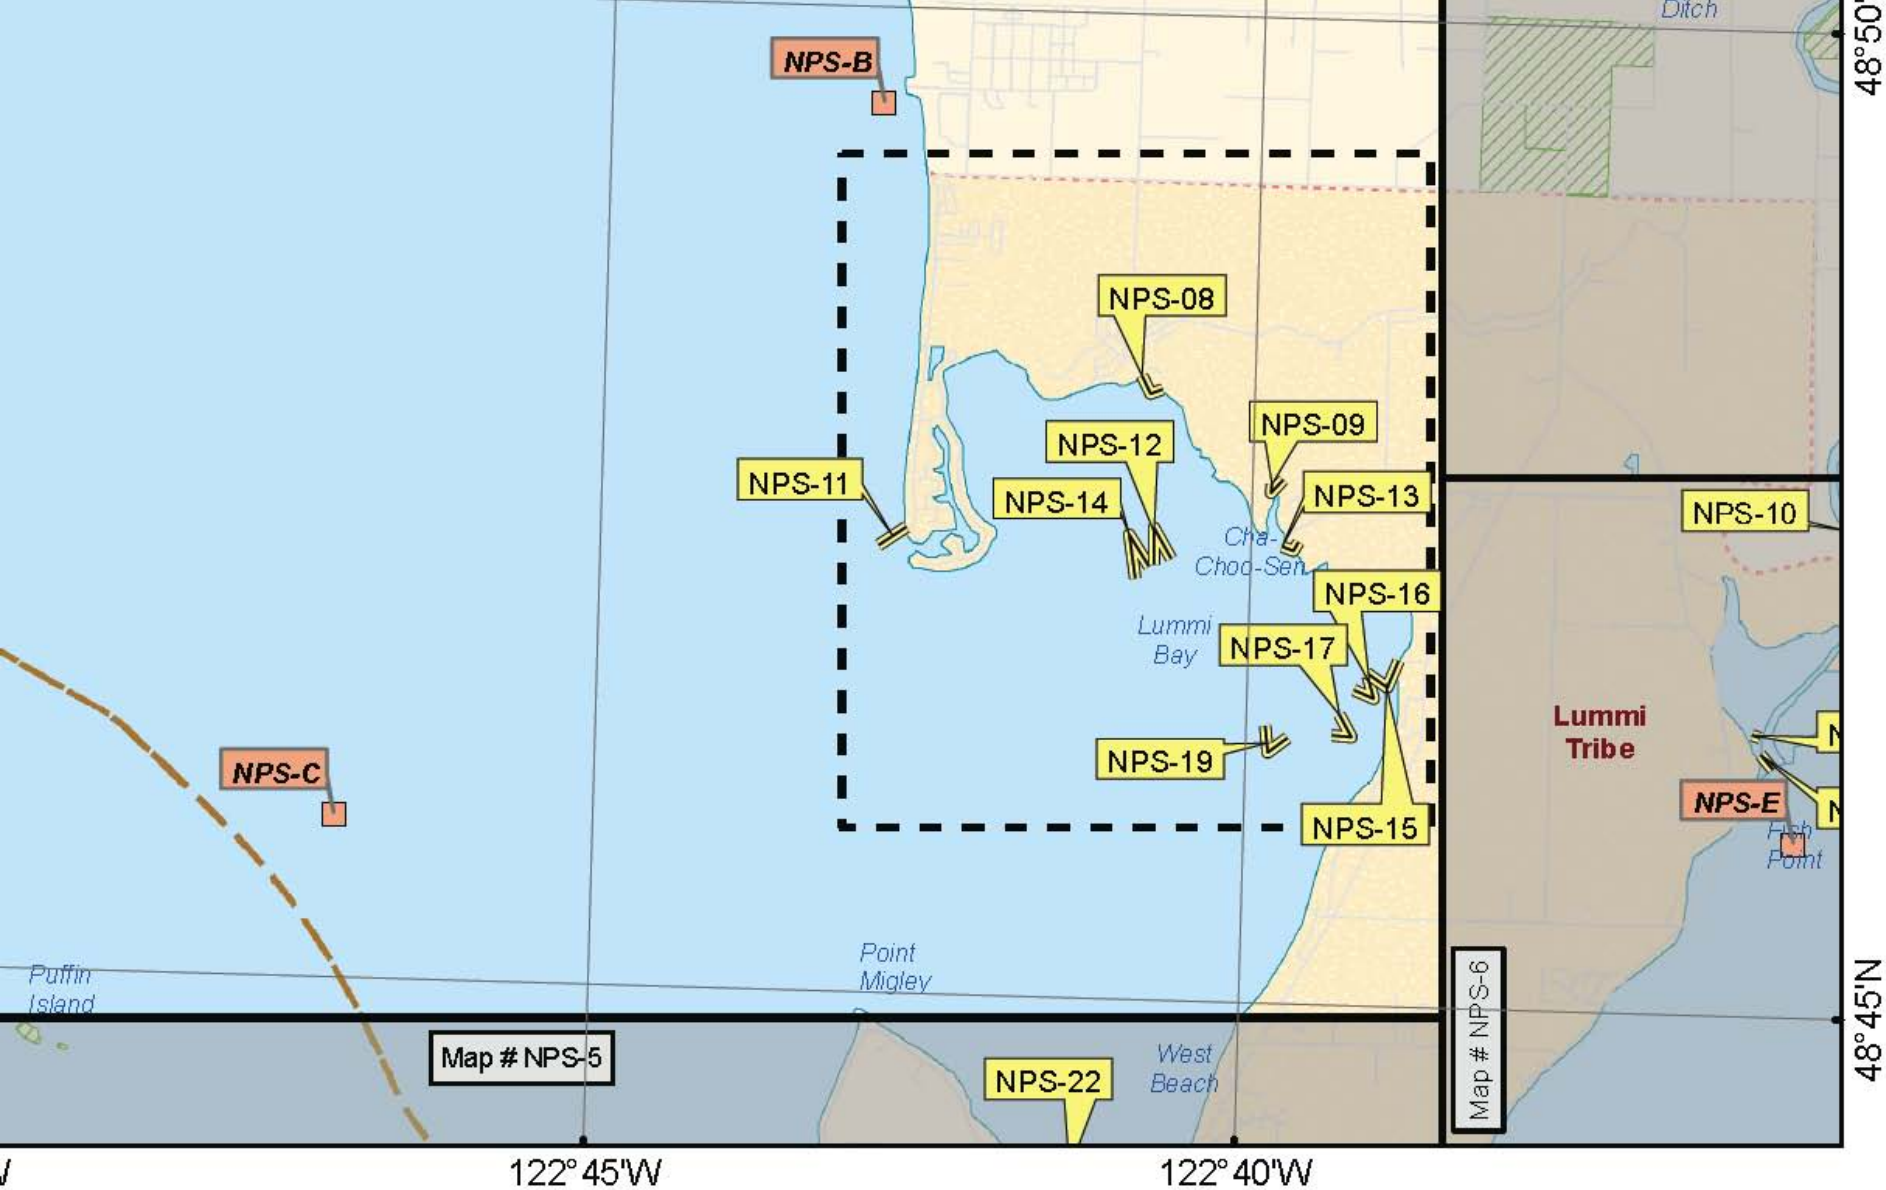 Ditch
48°50'
NPS-B
NPS-08
NPS-09
NPS-12
NPS-11
NPS-14
NPS-13
NPS-10
Cha-
Choo-Sen
NPS-16
Lummi
Bay
NPS-17
Lummi
Tribe
NPS-19
N
NPS-C
NPS-E
N
NPS-15
Fish
Point
Point
Migley
Puffin
Island
Map # NPS-6
48°45'N
Map # NPS-5
West
Beach
NPS-22
W
122°45'W
122°40'W